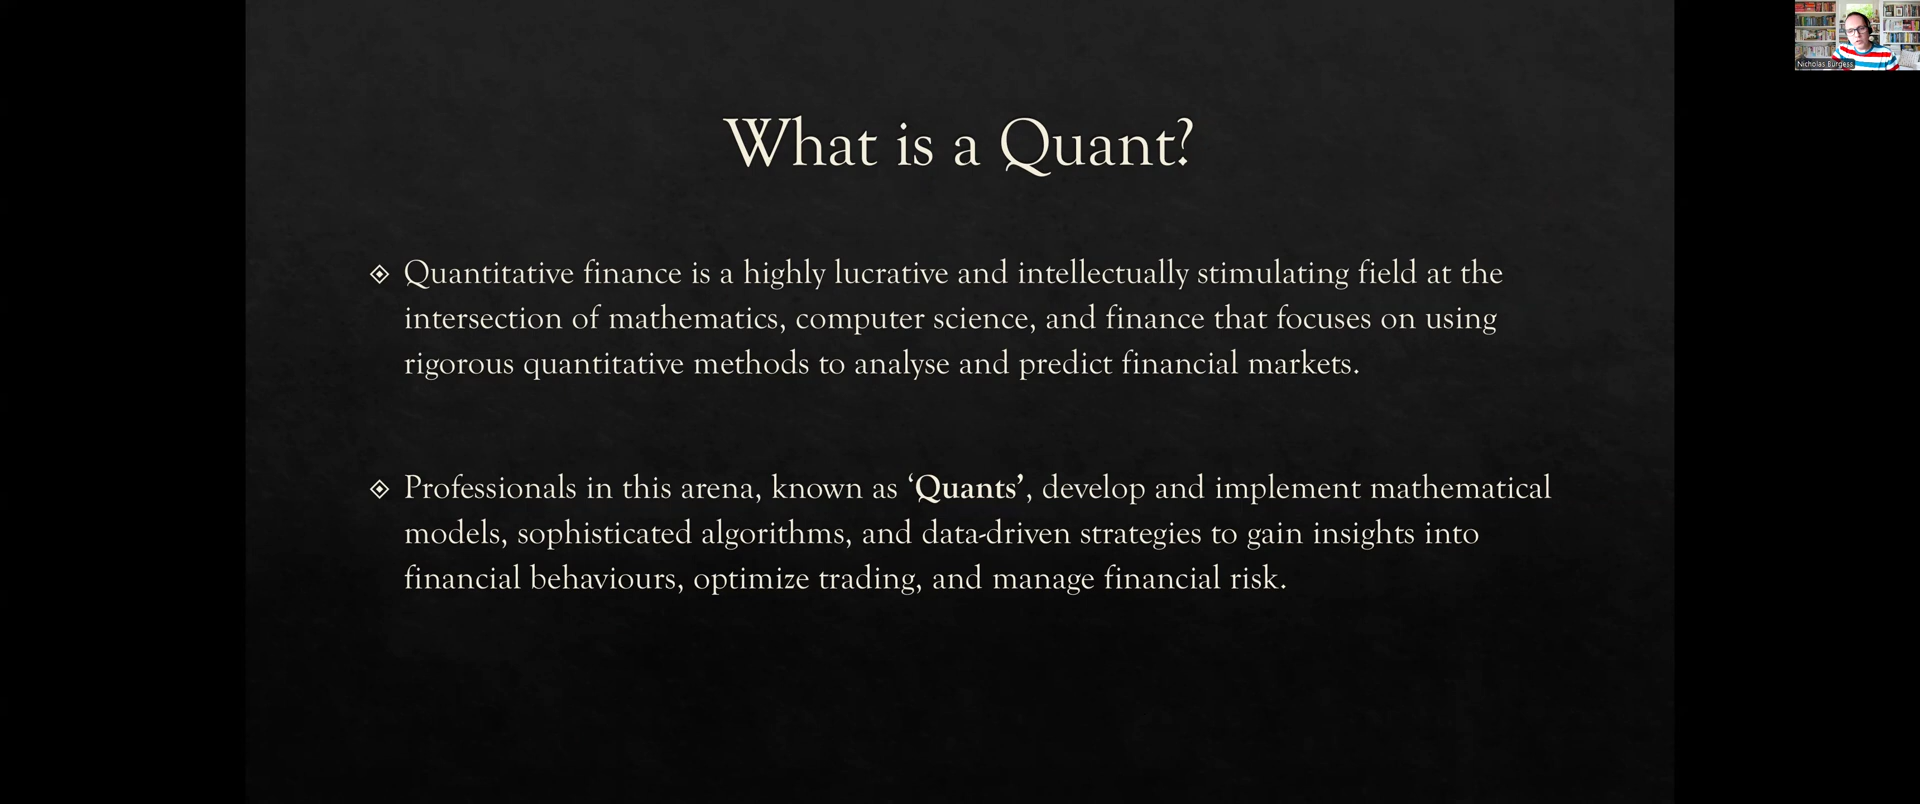 What is a Quant?
Quantitative finance is a highly lucrative and intellectually stimulating field at the
intersection of mathematics, computer science, and finance that focuses on using
rigorous quantitative methods to analyse and predict financial markets.
Professionals in this arena, known as ‘Quants’, develop and implement mathematical
models, sophisticated algorithms, and data-driven strategies to gain insights into
financial behaviours, optimize trading, and manage financial risk.
Nicholas Burgess